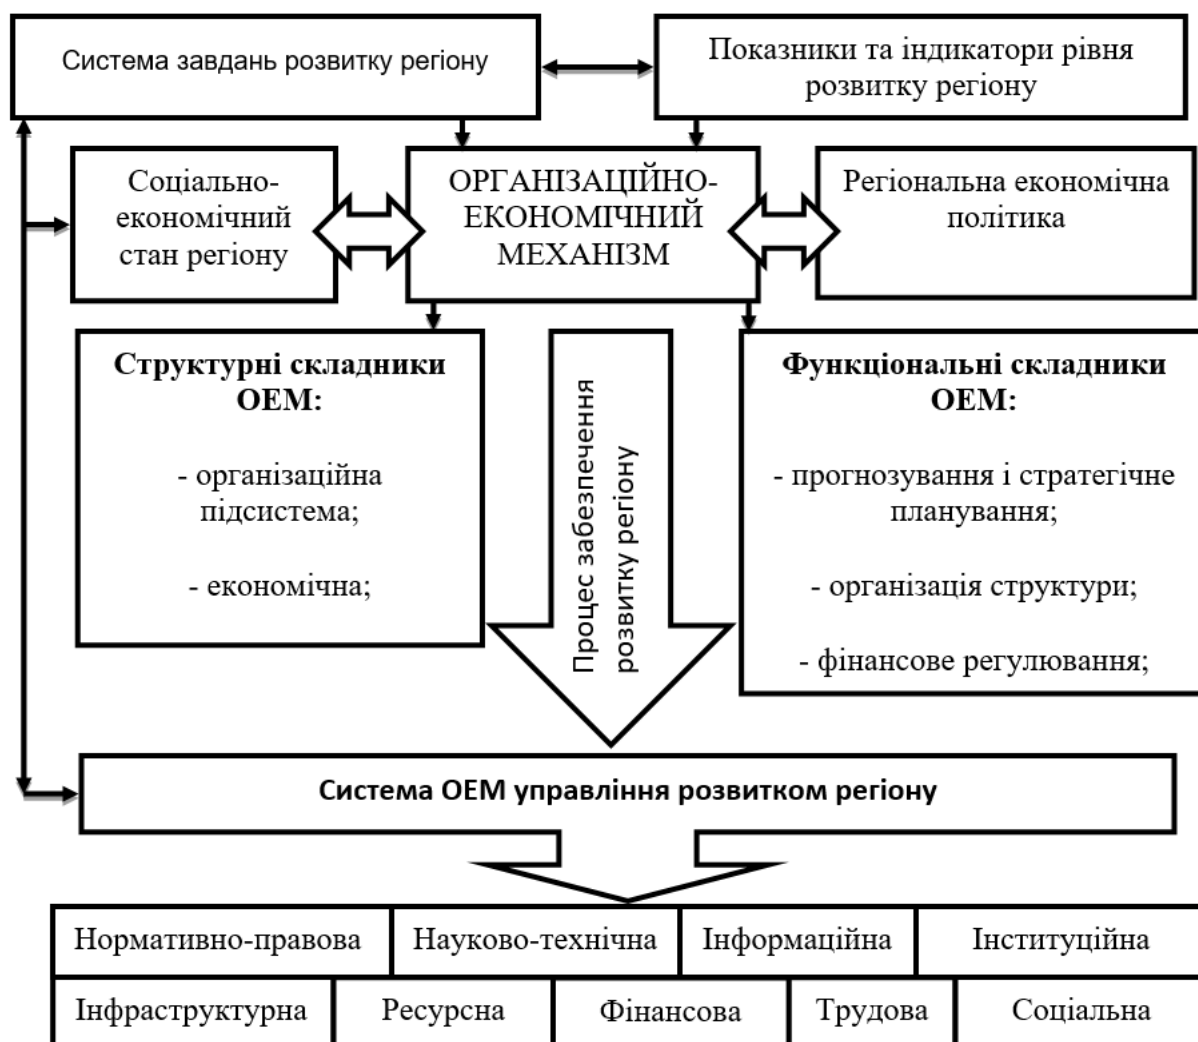 Система завдань розвитку регіону
Показники та індикатори рівня
розвитку регіону
Соціально-
економічний
стан регіону
ОРГАНІЗАЦІЙНО-
ЕКОНОМІЧНИЙ
МЕХАНІЗМ
Регіональна економічна
політика
Структурні складники
ОЕМ:
- організаційна
підсистема;
- економічна;
Процес забезпечення
розвитку регіону
Функціональні складники
ОЕМ:
- прогнозування і стратегічне
планування;
- організація структури;
- фінансове регулювання;
Система ОЕМ управління розвитком регіону
Нормативно-правова
Науково-технічна
Інформаційна
Інституційна
Інфраструктурна
Ресурсна
Фінансова
Трудова
Соціальна